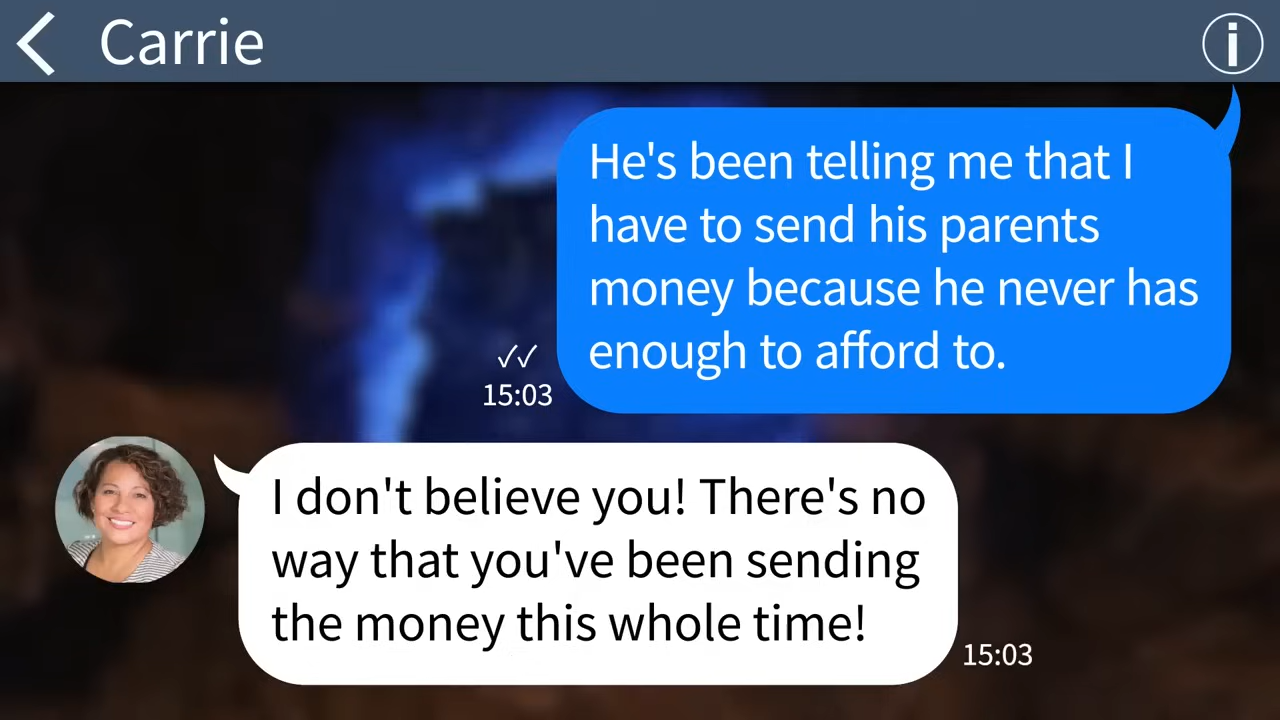 Carrie
He's been telling me that I
have to send his parents
money because he never has
enough to afford to.
15:03
I don't believe you! There's no
way that you've been sending
the money this whole time!
15:03